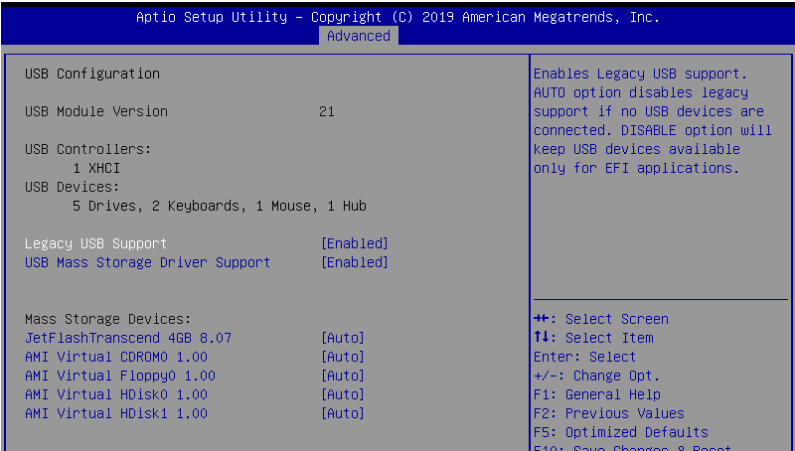 Aptio Setup Utility – Copyright (C) 2019 American Megatrends, Inc.
Advanced
USB Configuration
USB Module Version 21
USB Controllers:
1 XHCI
USB Devices:
5 Drives, 2 Keyboards, 1 Mouse, 1 Hub
Legacy USB Support [Enabled]
USB Mass Storage Driver Support [Enabled]
Mass Storage Devices:
JetFlashTranscend 4GB 8.07 [Auto]
AMI Virtual CDROM0 1.00 [Auto]
AMI Virtual Floppy0 1.00 [Auto]
AMI Virtual HDisk0 1.00 [Auto]
AMI Virtual HDisk1 1.00 [Auto]
Enables Legacy USB support.
AUTO option disables legacy
support if no USB devices are
connected. DISABLE option will
keep USB devices available
only for EFI applications.
→←: Select Screen
↑↓: Select Item
Enter: Select
+/-: Change Opt.
F1: General Help
F2: Previous Values
F5: Optimized Defaults
F10: Save Changes & Reset